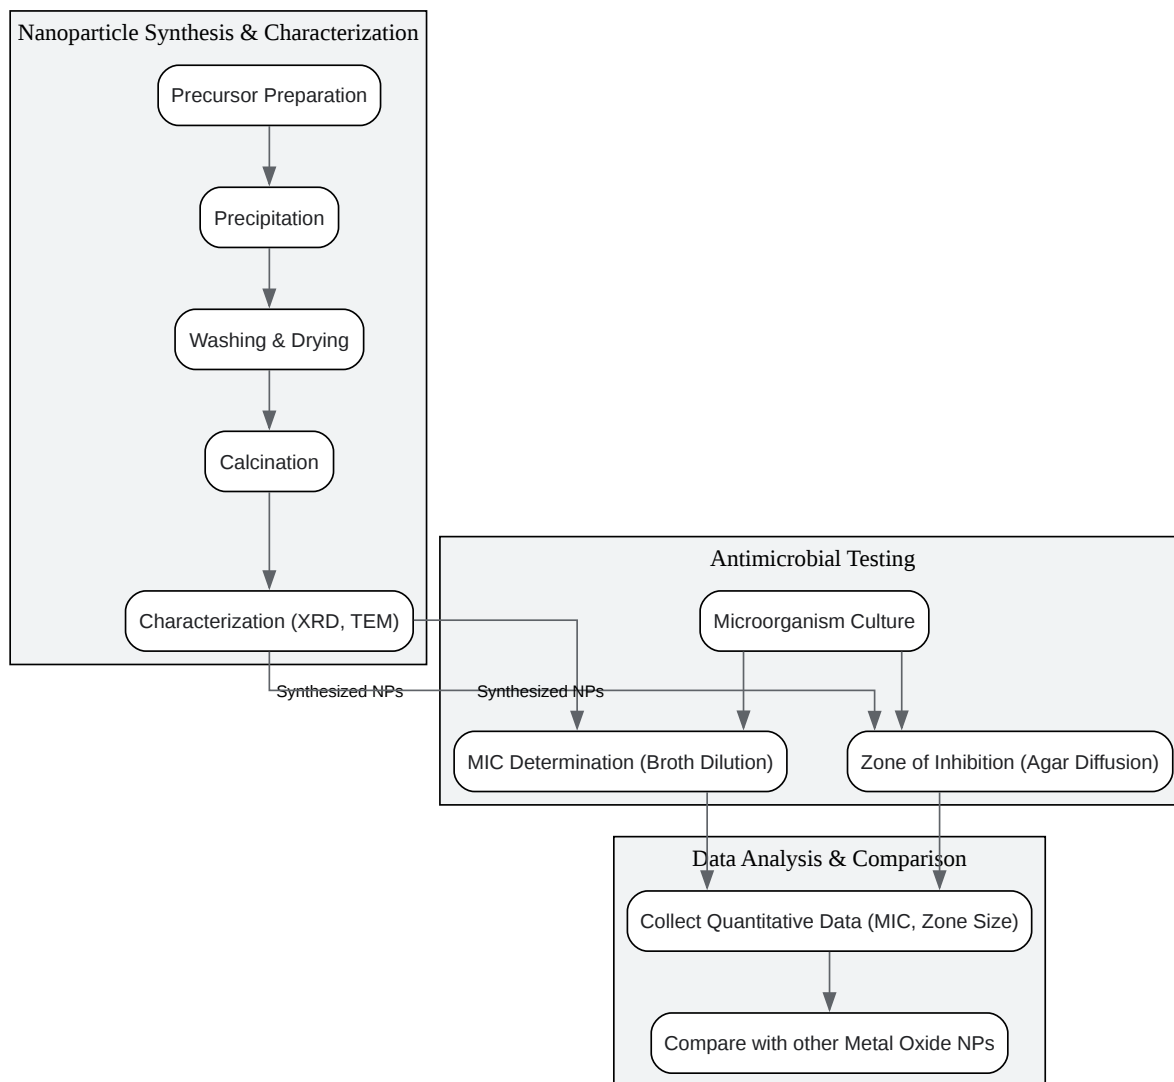 Nanoparticle Synthesis & Characterization
Precursor Preparation
Precipitation
Washing & Drying
Calcination
Characterization (XRD, TEM)
Antimicrobial Testing
Microorganism Culture
Synthesized NPs
Synthesized NPs
MIC Determination (Broth Dilution)
Zone of Inhibition (Agar Diffusion)
Data Analysis & Comparison
Collect Quantitative Data (MIC, Zone Size)
Compare with other Metal Oxide NPs